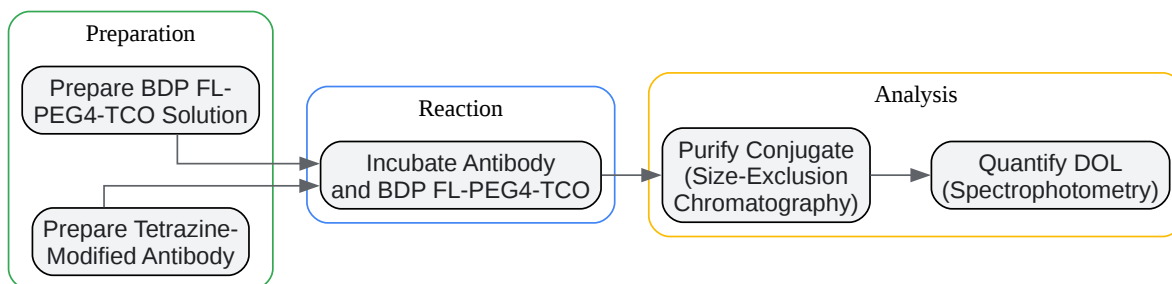 Preparation
Prepare BDP FL-
PEG4-TCO Solution
Prepare Tetrazine-
Modified Antibody
Reaction
Incubate Antibody
and BDP FL-PEG4-TCO
Analysis
Purify Conjugate
(Size-Exclusion
Chromatography)
Quantify DOL
(Spectrophotometry)